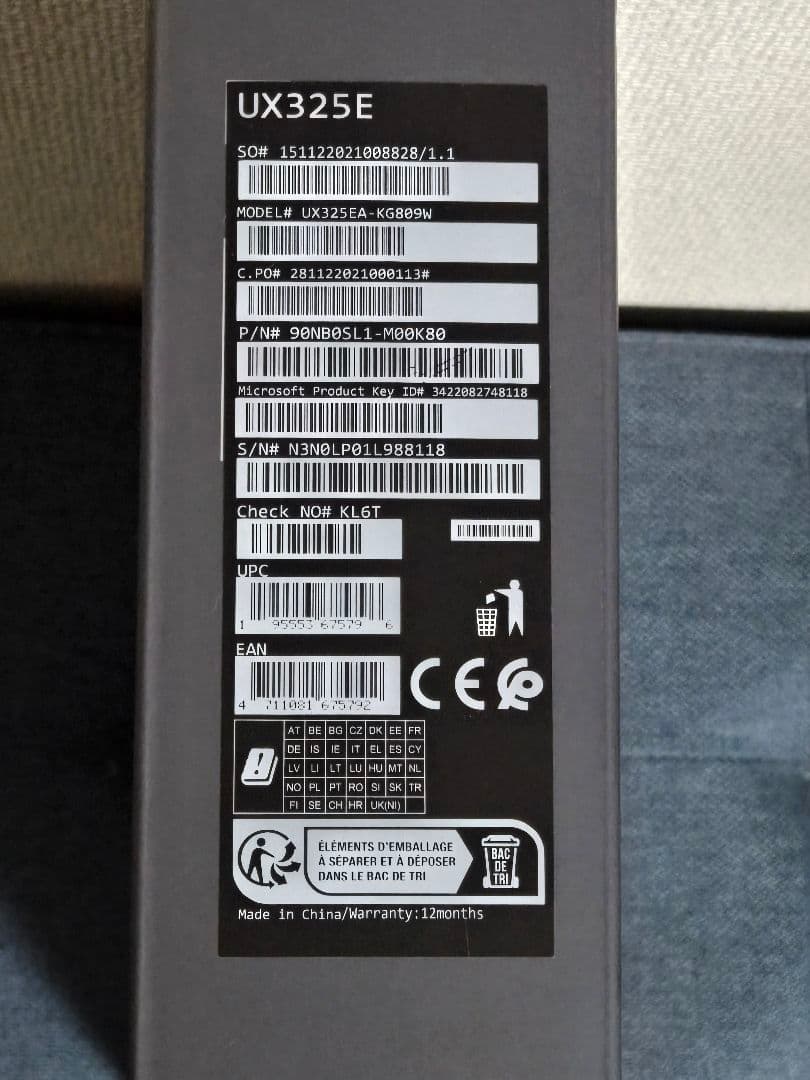 UX325E
SO# 151122021008828/1.1
MODEL# UX325EA-KG809W
C.PO# 281122021000113#
P/N# 90NB0SL1-M00K80
Microsoft Product Key ID# 3422082748118
S/N# N3N0LP01L988118
Check NO# KL6T
UPC
1 95553 67579 6
EAN
4 711081 675792
CE
AT BE BG CZ DK EE FR
DE IS IE IT EL ES CY
LV LI LT LU HU MT NL
NO PL PT RO SI SK TR
FI SE CH HR UK(NI)
ÉLÉMENTS D'EMBALLAGE
À SÉPARER ET À DÉPOSER
DANS LE BAC DE TRI
BAC
DE
TRI
Made in China/Warranty:12months